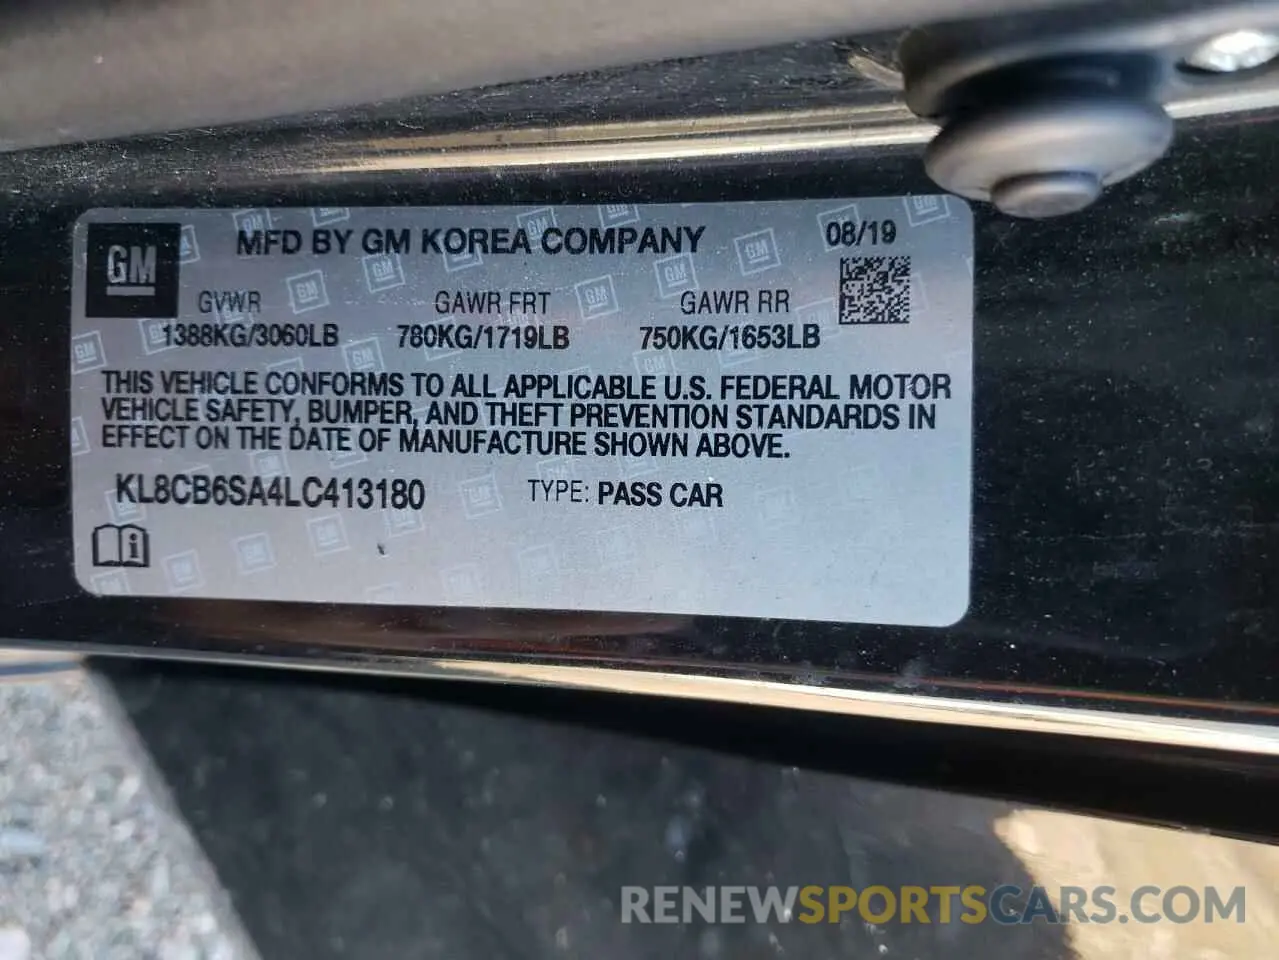 GM
MFD BY GM KOREA COMPANY
08/19
GVWR GAWR FRT GAWR RR
1388KG/3060LB 780KG/1719LB 750KG/1653LB
THIS VEHICLE CONFORMS TO ALL APPLICABLE U.S. FEDERAL MOTOR
VEHICLE SAFETY, BUMPER, AND THEFT PREVENTION STANDARDS IN
EFFECT ON THE DATE OF MANUFACTURE SHOWN ABOVE.
KL8CB6SA4LC413180 TYPE: PASS CAR
RENEWSPORTSCARS.COM